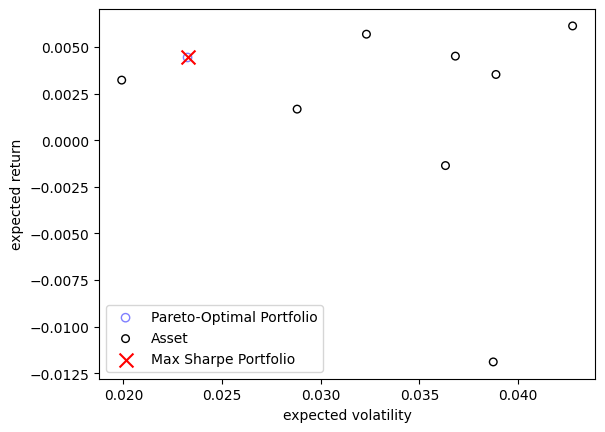 0.0050
0.0025
0.0000
−0.0025
−0.0050
−0.0075
−0.0100
−0.0125
expected return
Pareto-Optimal Portfolio
Asset
Max Sharpe Portfolio
0.020 0.025 0.030 0.035 0.040
expected volatility